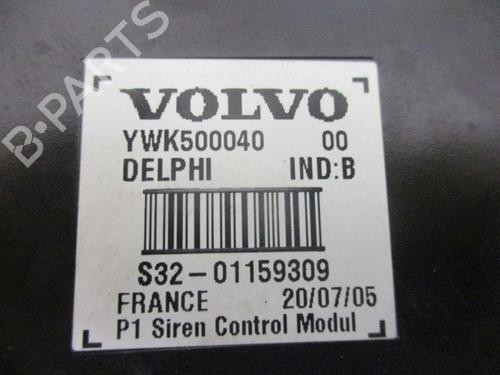 B-PARTS
VOLVO
YWK500040 00
DELPHI IND:B
S32-01159309
FRANCE 20/07/05
P1 Siren Control Modul